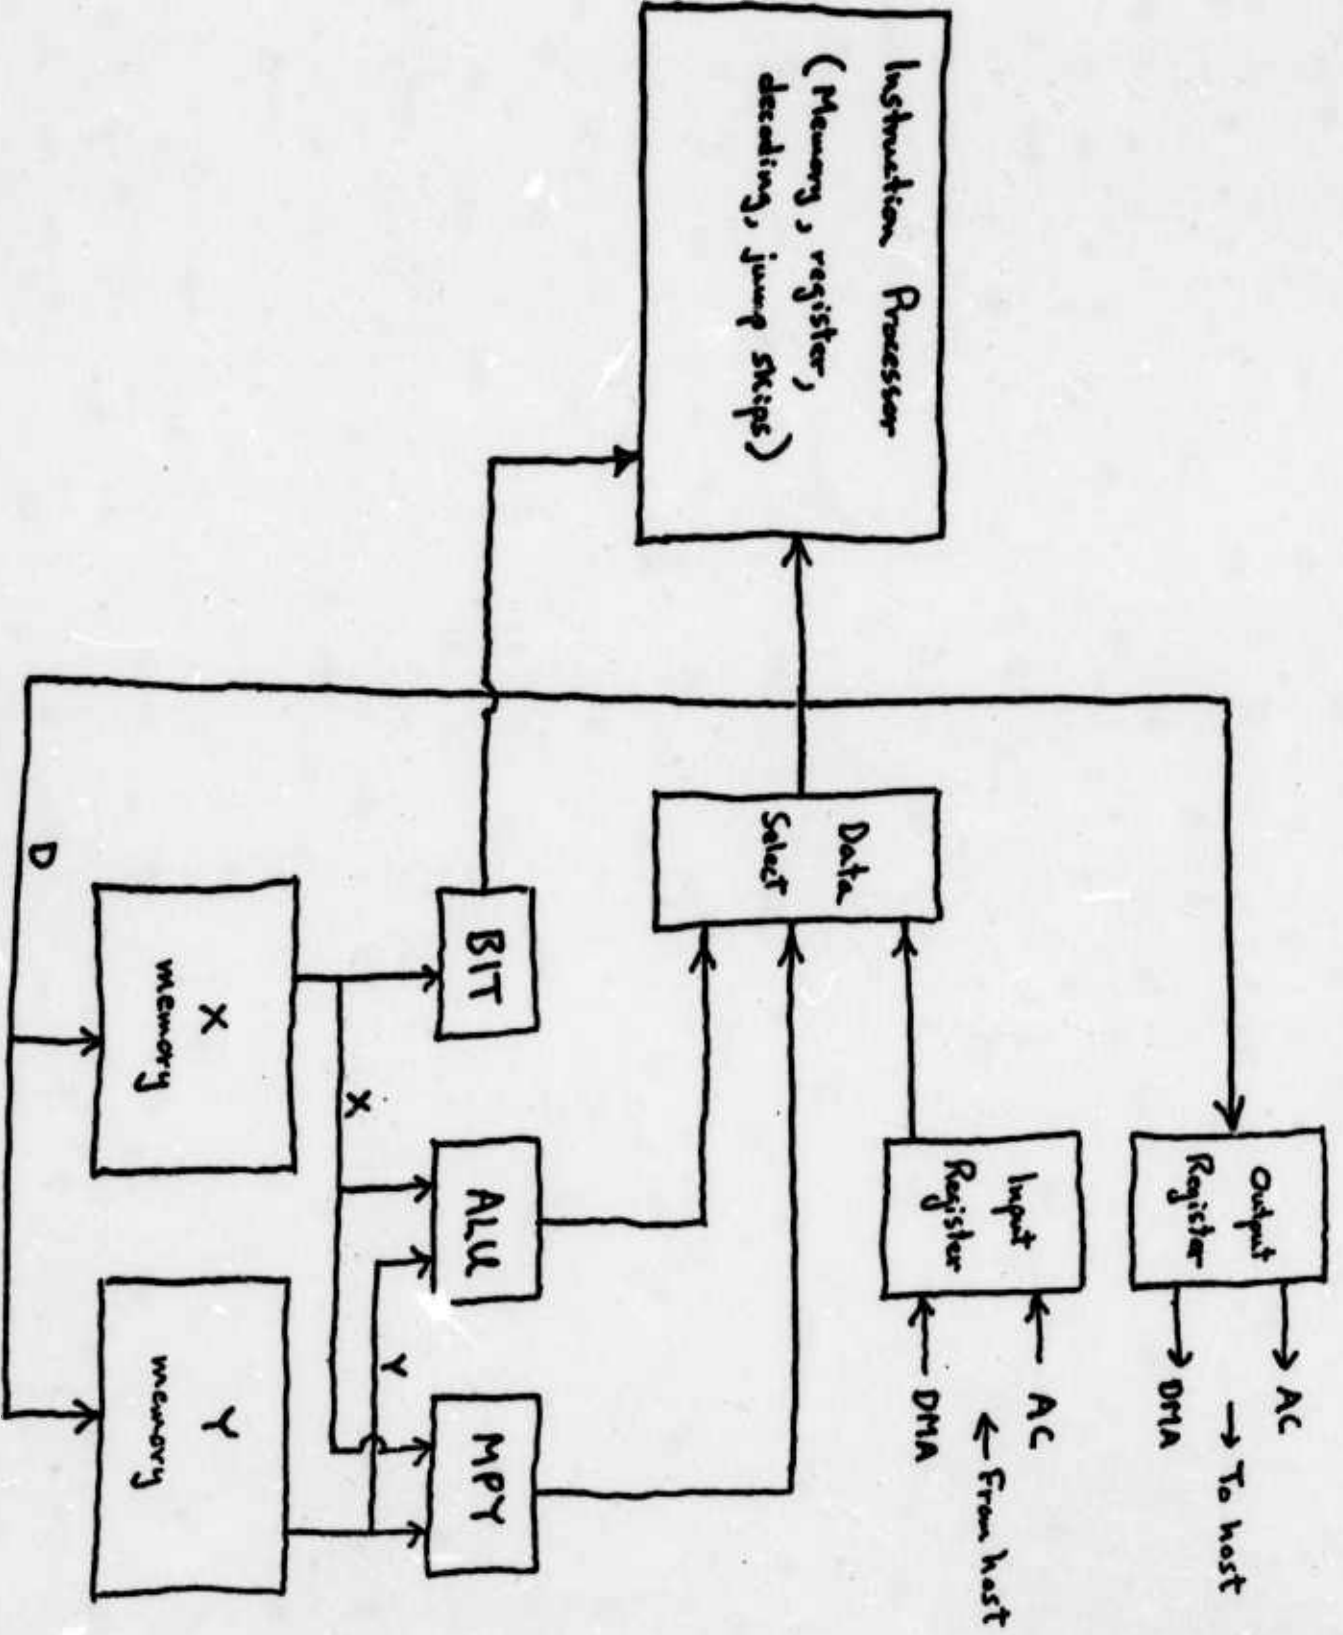 Instruction Processor
(Memory, register,
decoding, jump skips)
Output
Register
AC
→ To host
DMA
Input
Register
AC
← From host
DMA
Data
Select
BIT
ALU
MPY
X
Y
X
memory
Y
memory
D